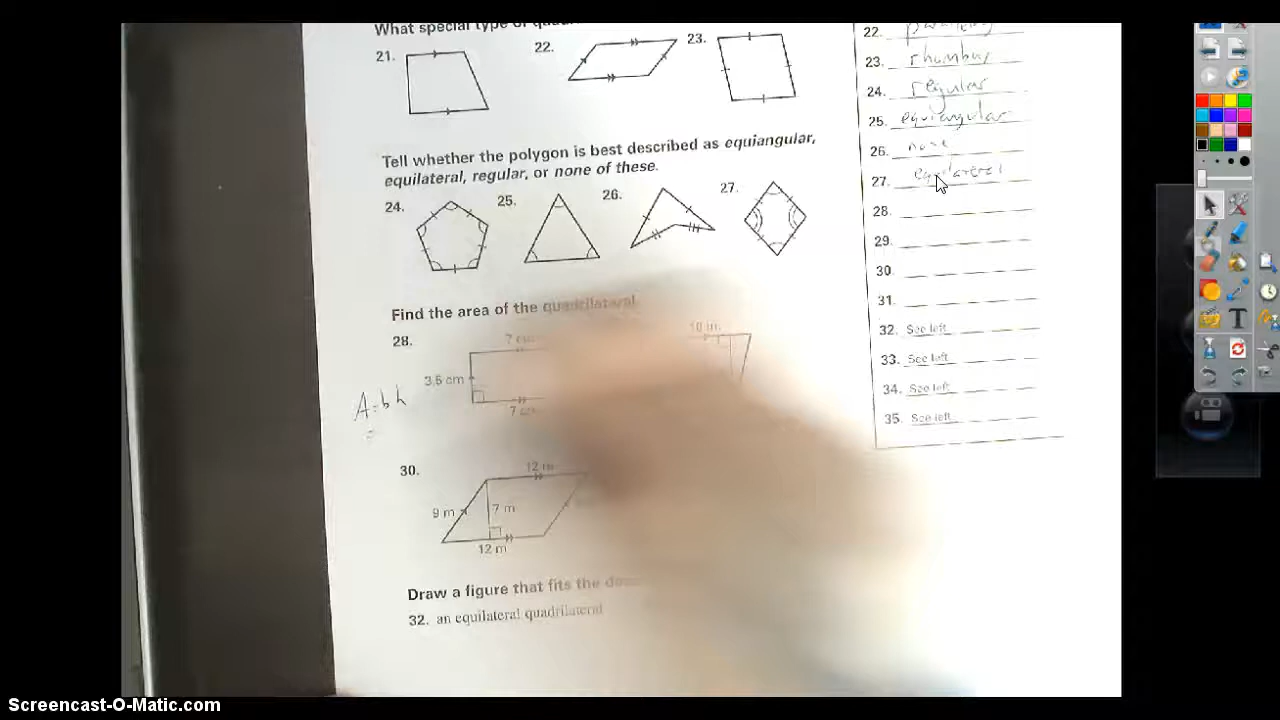 What special type of
21.
22.
23.
Tell whether the polygon is best described as equiangular,
equilateral, regular, or none of these.
24.
25.
26.
27.
Find the area of the quadrilateral
28.
7 cm
3.5 cm
7 cm
10 m
A=bh
=
30.
12 m
9 m
7 m
12 m
Draw a figure that fits the
32. an equilateral quadrilateral
22.
23. rhombus
24. regular
25. equiangular
26. none
27. equilateral
28.
29.
30.
31.
32. See left
33. See left
34. See left
35. See left
T
Screencast-O-Matic.com